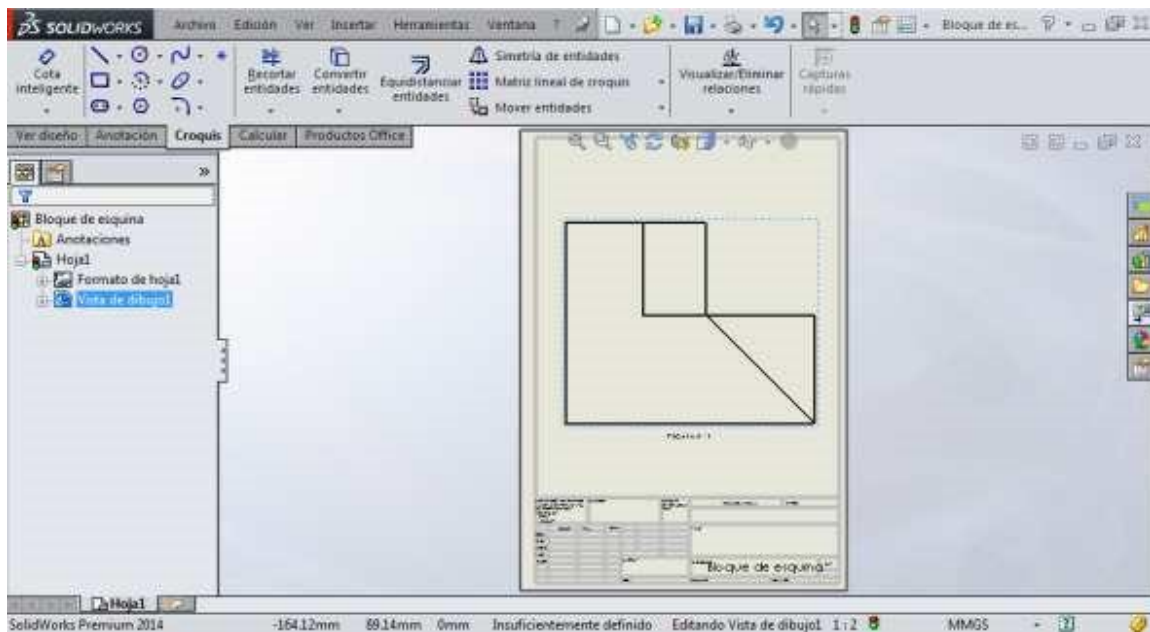 SOLIDWORKS Archivo Edición Ver Insertar Herramientas Ventana ? Bloque de es...
Cota inteligente
Recortar entidades
Convertir entidades
Equidistanciar entidades
Simetría de entidades
Matriz lineal de croquis
Mover entidades
Visualizar/Eliminar relaciones
Capturas rápidas
Ver diseño Anotación Croquis Calcular Productos Office
Bloque de esquina
Anotaciones
Hoja1
Formato de hoja1
Vista de dibujo1
Bloque de esquina
Hoja1
SolidWorks Premium 2014 -164.12mm 89.14mm 0mm Insuficientemente definido Editando Vista de dibujo1 1:2 MMGS